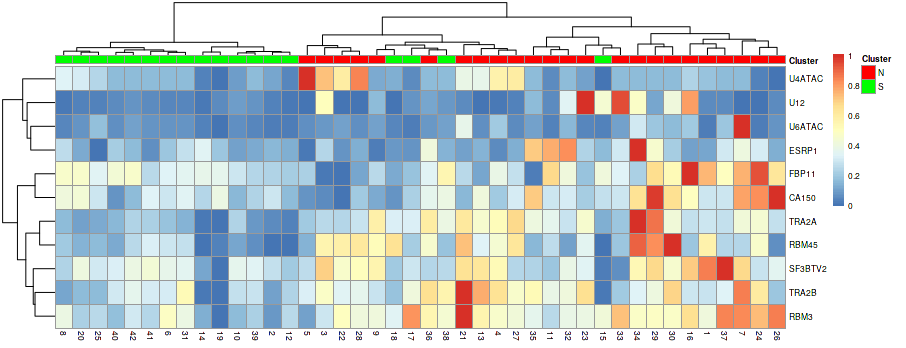 Cluster
U4ATAC
U12
U6ATAC
ESRP1
FBP11
CA150
TRA2A
RBM45
SF3BTV2
TRA2B
RBM3
8 20 25 40 42 41 6 31 14 19 10 39 2 12 5 3 22 28 9 18 17 36 38 21 13 4 27 35 11 32 23 15 33 34 29 30 16 1 37 7 24 26
1
0.8
0.6
0.4
0.2
0
Cluster
N
S